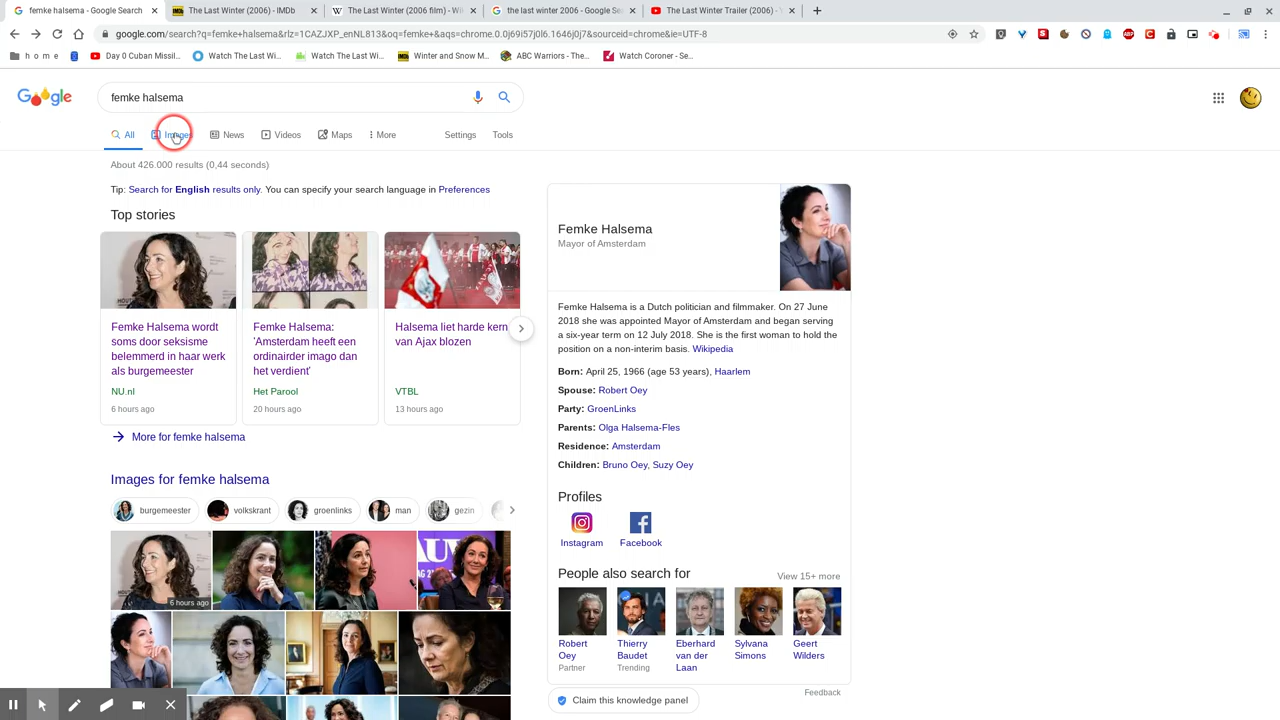 femke halsema - Google Search
The Last Winter (2006) - IMDb
The Last Winter (2006 film) - Wi
the last winter 2006 - Google Se
The Last Winter Trailer (2006) -
google.com/search?q=femke+halsema&rlz=1CAZJXP_enNL813&oq=femke+&aqs=chrome.0.0j69i57j0l6.1646j0j7&sourceid=chrome&ie=UTF-8
h o m e
Day 0 Cuban Missil...
Watch The Last Wi...
Watch The Last Wi...
Winter and Snow M...
ABC Warriors - The...
Watch Coroner - Se...
Google
femke halsema
All
Images
News
Videos
Maps
More
Settings
Tools
About 426.000 results (0,44 seconds)
Tip: Search for English results only. You can specify your search language in Preferences
Top stories
Femke Halsema wordt
soms door seksisme
belemmerd in haar werk
als burgemeester
NU.nl
6 hours ago
Femke Halsema:
'Amsterdam heeft een
ordinairder imago dan
het verdient'
Het Parool
20 hours ago
Halsema liet harde kern
van Ajax blozen
VTBL
13 hours ago
More for femke halsema
Images for femke halsema
burgemeester
volkskrant
groenlinks
man
gezin
6 hours ago
Femke Halsema
Mayor of Amsterdam
Femke Halsema is a Dutch politician and filmmaker. On 27 June
2018 she was appointed Mayor of Amsterdam and began serving
a six-year term on 12 July 2018. She is the first woman to hold the
position on a non-interim basis. Wikipedia
Born: April 25, 1966 (age 53 years), Haarlem
Spouse: Robert Oey
Party: GroenLinks
Parents: Olga Halsema-Fles
Residence: Amsterdam
Children: Bruno Oey, Suzy Oey
Profiles
Instagram
Facebook
People also search for
View 15+ more
Robert
Oey
Partner
Thierry
Baudet
Trending
Eberhard
van der
Laan
Sylvana
Simons
Geert
Wilders
Feedback
Claim this knowledge panel